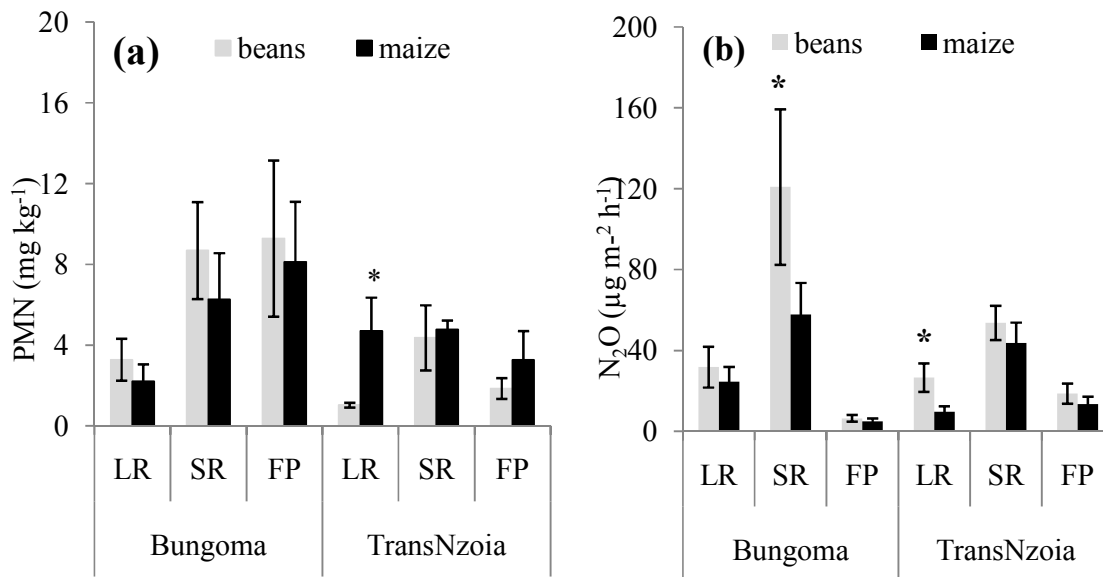 (a)
beans maize
PMN (mg kg⁻¹)
20
16
12
8
4
0
*
LR SR FP LR SR FP
Bungoma TransNzoia
(b)
beans maize
N₂O (µg m-² h⁻¹)
200
160
120
80
40
0
*
*
LR SR FP LR SR FP
Bungoma TransNzoia